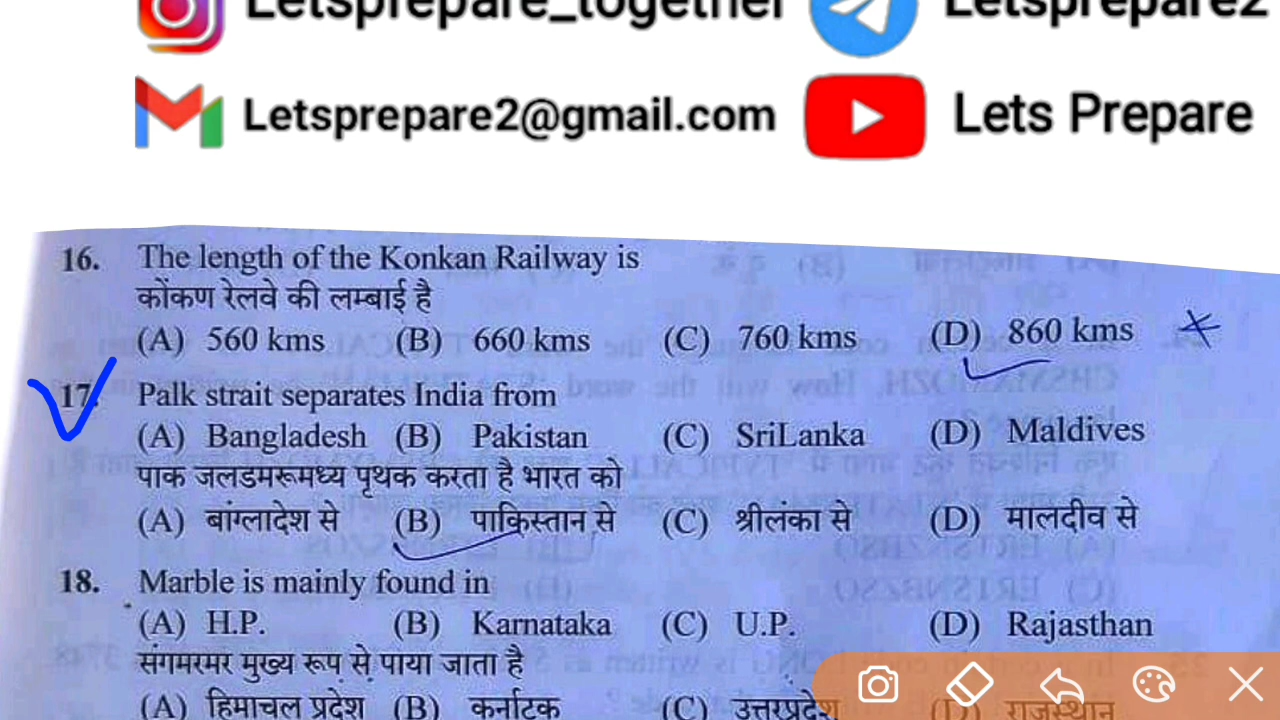 Letsprepare_together Letsprepare2
Letsprepare2@gmail.com Lets Prepare
16. The length of the Konkan Railway is
कोंकण रेलवे की लम्बाई है
(A) 560 kms (B) 660 kms (C) 760 kms (D) 860 kms
17 Palk strait separates India from
(A) Bangladesh (B) Pakistan (C) SriLanka (D) Maldives
पाक जलडमरूमध्य पृथक करता है भारत को
(A) बांग्लादेश से (B) पाकिस्तान से (C) श्रीलंका से (D) मालदीव से
18. Marble is mainly found in
(A) H.P. (B) Karnataka (C) U.P. (D) Rajasthan
संगमरमर मुख्य रूप से पाया जाता है
(A) हिमाचल प्रदेश (B) कर्नाटक (C) उत्तरप्रदेश (D) राजस्थान